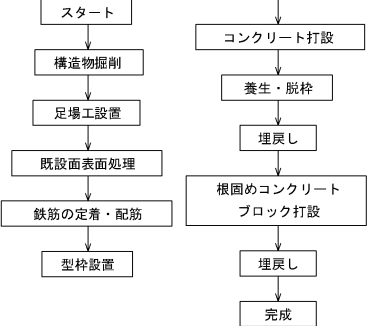 スタート
構造物掘削
足場工設置
既設面表面処理
鉄筋の定着・配筋
型枠設置
コンクリート打設
養生・脱枠
埋戻し
根固めコンクリート
ブロック打設
埋戻し
完成